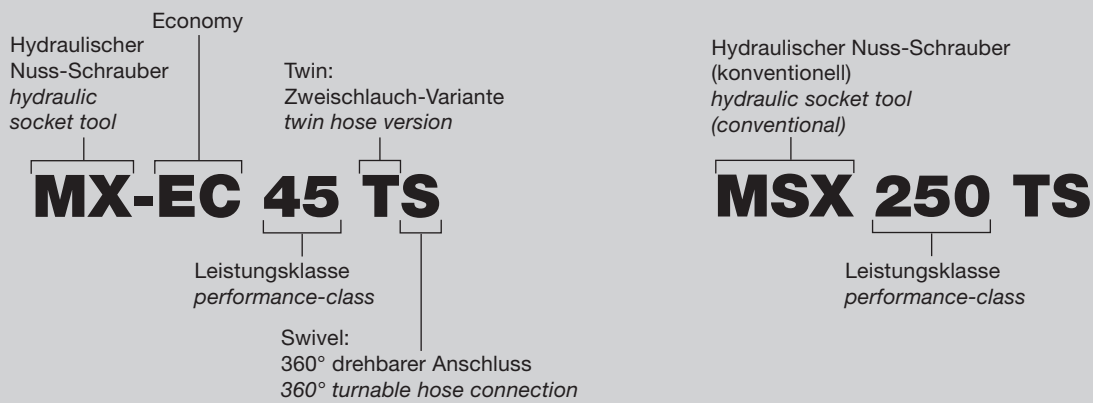 Economy
Hydraulischer
Nuss-Schrauber
hydraulic
socket tool
Twin:
Zweischlauch-Variante
twin hose version
MX-EC 45 TS
Leistungsklasse
performance-class
Swivel:
360° drehbarer Anschluss
360° turnable hose connection
Hydraulischer Nuss-Schrauber
(konventionell)
hydraulic socket tool
(conventional)
MSX 250 TS
Leistungsklasse
performance-class